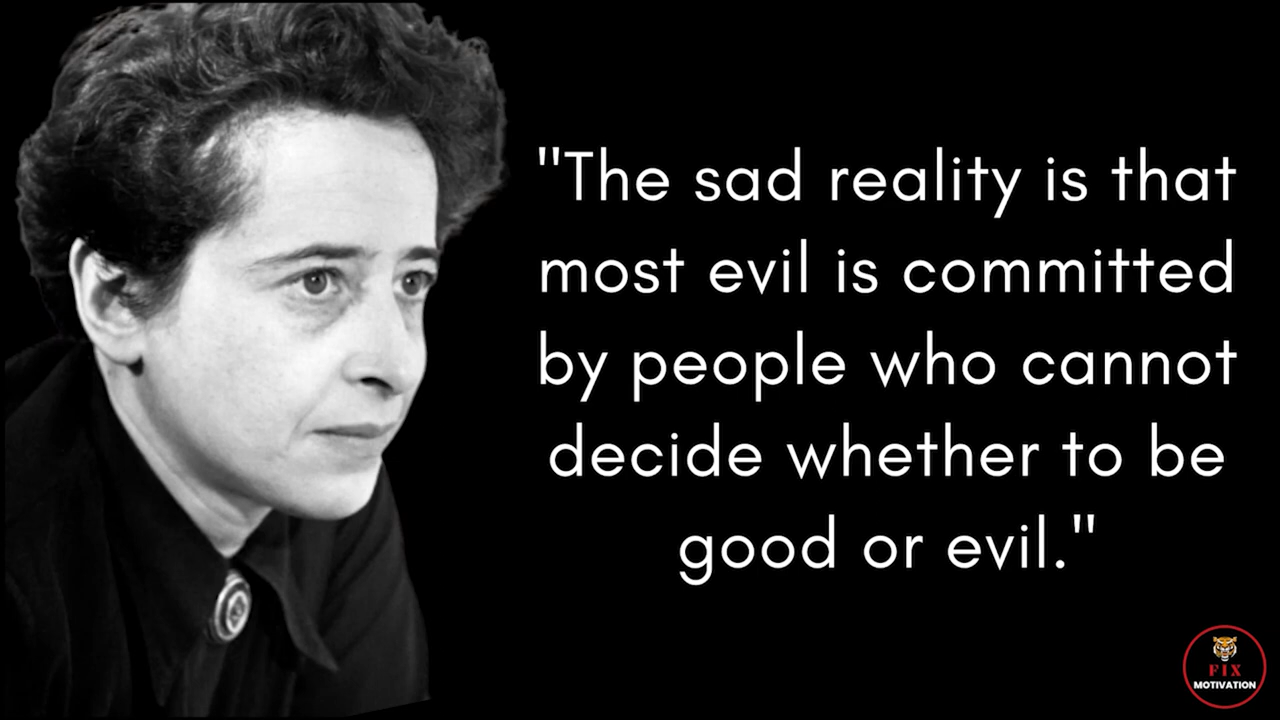 "The sad reality is that
most evil is committed
by people who cannot
decide whether to be
good or evil."
FIX
MOTIVATION